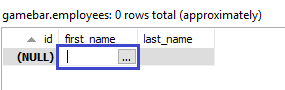 gamebar.employees: 0 rows total (approximately)
id first_name last_name
(NULL) ...